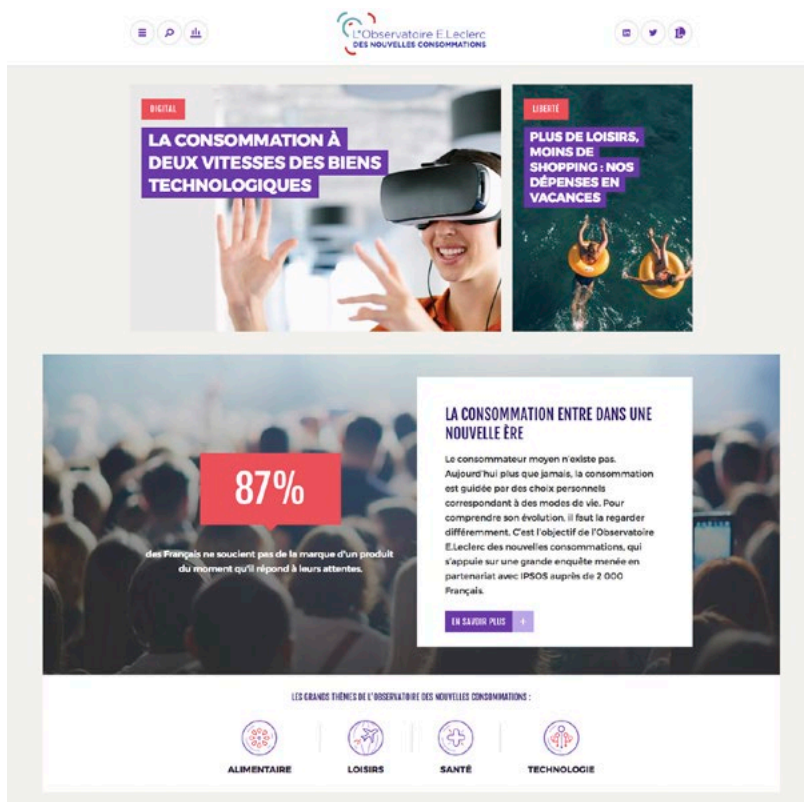 L'Observatoire E.Leclerc
DES NOUVELLES CONSOMMATIONS
DIGITAL
LA CONSOMMATION À
DEUX VITESSES DES BIENS
TECHNOLOGIQUES
LIBERTÉ
PLUS DE LOISIRS,
MOINS DE
SHOPPING : NOS
DÉPENSES EN
VACANCES
87%
des Français ne soucient pas de la marque d'un produit
du moment qu'il répond à leurs attentes.
LA CONSOMMATION ENTRE DANS UNE
NOUVELLE ÈRE
Le consommateur moyen n'existe pas.
Aujourd'hui plus que jamais, la consommation
est guidée par des choix personnels
correspondant à des modes de vie. Pour
comprendre son évolution, il faut la regarder
différemment. C'est l'objectif de l'Observatoire
E.Leclerc des nouvelles consommations, qui
s'appuie sur une grande enquête menée en
partenariat avec IPSOS auprès de 2 000
Français.
EN SAVOIR PLUS +
LES GRANDS THÈMES DE L'OBSERVATOIRE DES NOUVELLES CONSOMMATIONS :
ALIMENTAIRE
LOISIRS
SANTÉ
TECHNOLOGIE